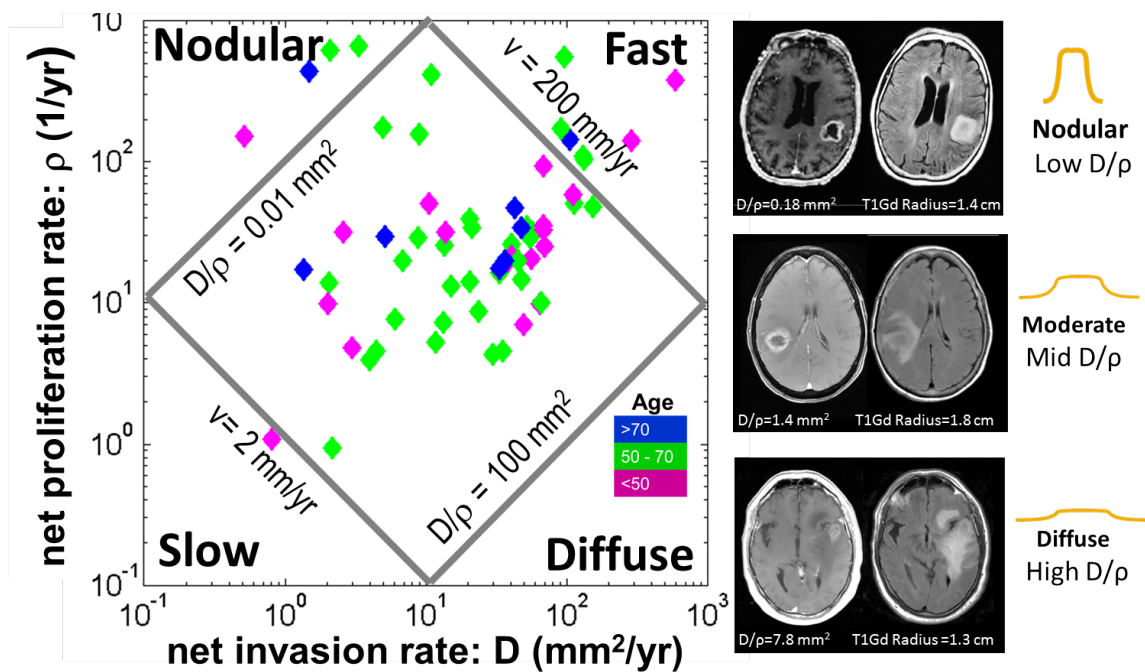 Nodular
Fast
v = 200 mm/yr
D/ρ = 0.01 mm²
v= 2 mm/yr
D/ρ = 100 mm²
Slow
Diffuse
Age
>70
50 - 70
<50
net proliferation rate: ρ (1/yr)
10
10²
10¹
10⁰
10⁻¹
10⁻¹
10⁰
10¹
10²
10³
net invasion rate: D (mm²/yr)
D/ρ=0.18 mm²
T1Gd Radius=1.4 cm
Nodular
Low D/ρ
D/ρ=1.4 mm²
T1Gd Radius=1.8 cm
Moderate
Mid D/ρ
D/ρ=7.8 mm²
T1Gd Radius =1.3 cm
Diffuse
High D/ρ